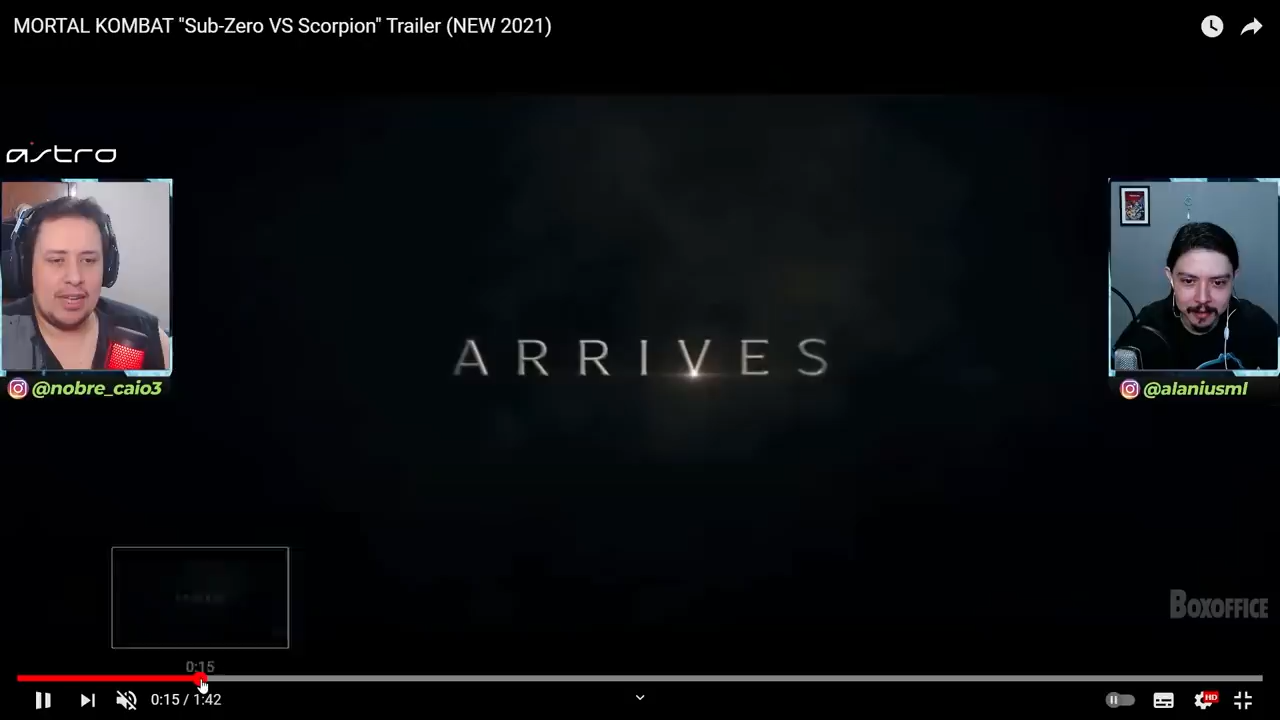 MORTAL KOMBAT "Sub-Zero VS Scorpion" Trailer (NEW 2021)
astro
ARRIVES
@nobre_caio3
@alaniusml
BOXOFFICE
0:15
0:15 / 1:42
HD